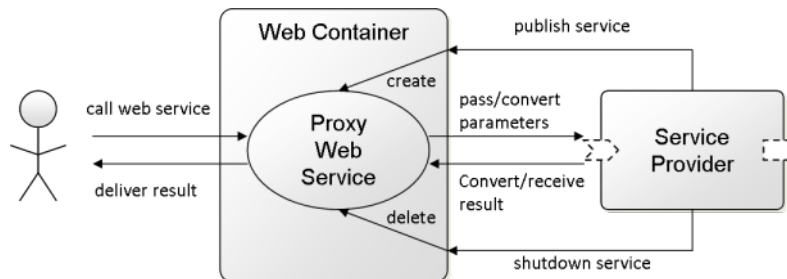 Web Container
publish service
create
call web service
pass/convert
parameters
Proxy
Web
Service
Service
Provider
deliver result
Convert/receive
result
delete
shutdown service